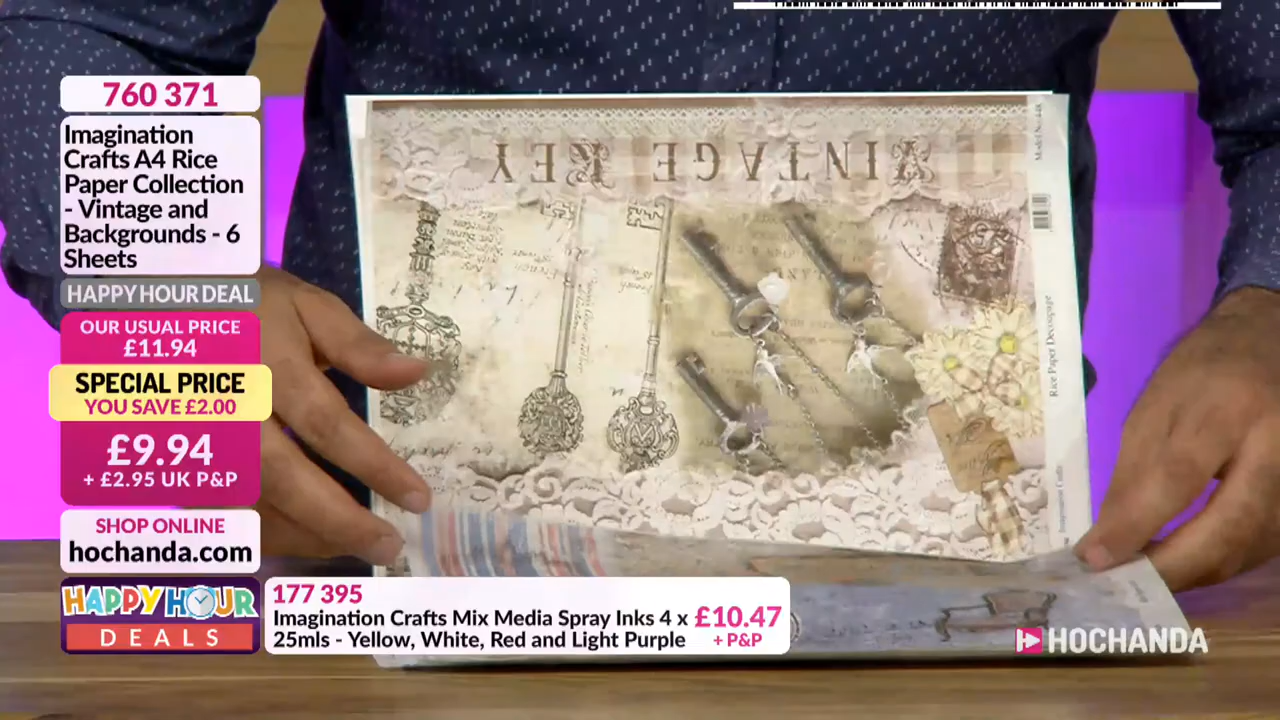 760 371
Imagination
Crafts A4 Rice
Paper Collection
- Vintage and
Backgrounds - 6
Sheets
HAPPY HOUR DEAL
OUR USUAL PRICE
£11.94
SPECIAL PRICE
YOU SAVE £2.00
£9.94
+ £2.95 UK P&P
SHOP ONLINE
hochanda.com
HAPPY HOUR
DEALS
177 395
Imagination Crafts Mix Media Spray Inks 4 x £10.47
25mls - Yellow, White, Red and Light Purple + P&P
VINTAGE KEY
Rice Paper Decoupage
HOCHANDA